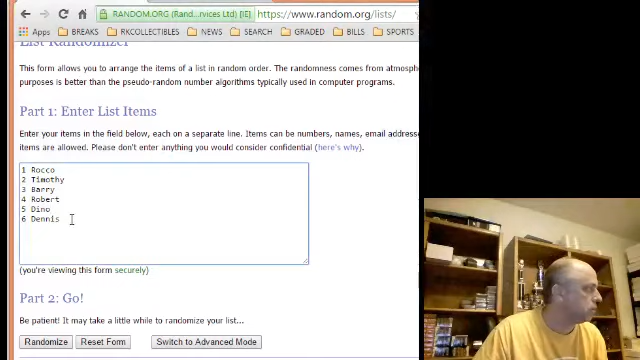 RANDOM.ORG (Rand...rvices Ltd) [IE] https://www.random.org/lists/
Apps BREAKS RKCOLLECTIBLES NEWS SEARCH GRADED BILLS SPORTS
List Randomizer
This form allows you to arrange the items of a list in random order. The randomness comes from atmosph
purposes is better than the pseudo-random number algorithms typically used in computer programs.
Part 1: Enter List Items
Enter your items in the field below, each on a separate line. Items can be numbers, names, email addresse
items are allowed. Please don't enter anything you would consider confidential (here's why).
1 Rocco
2 Timothy
3 Barry
4 Robert
5 Dino
6 Dennis
(you're viewing this form securely)
Part 2: Go!
Be patient! It may take a little while to randomize your list...
Randomize Reset Form Switch to Advanced Mode